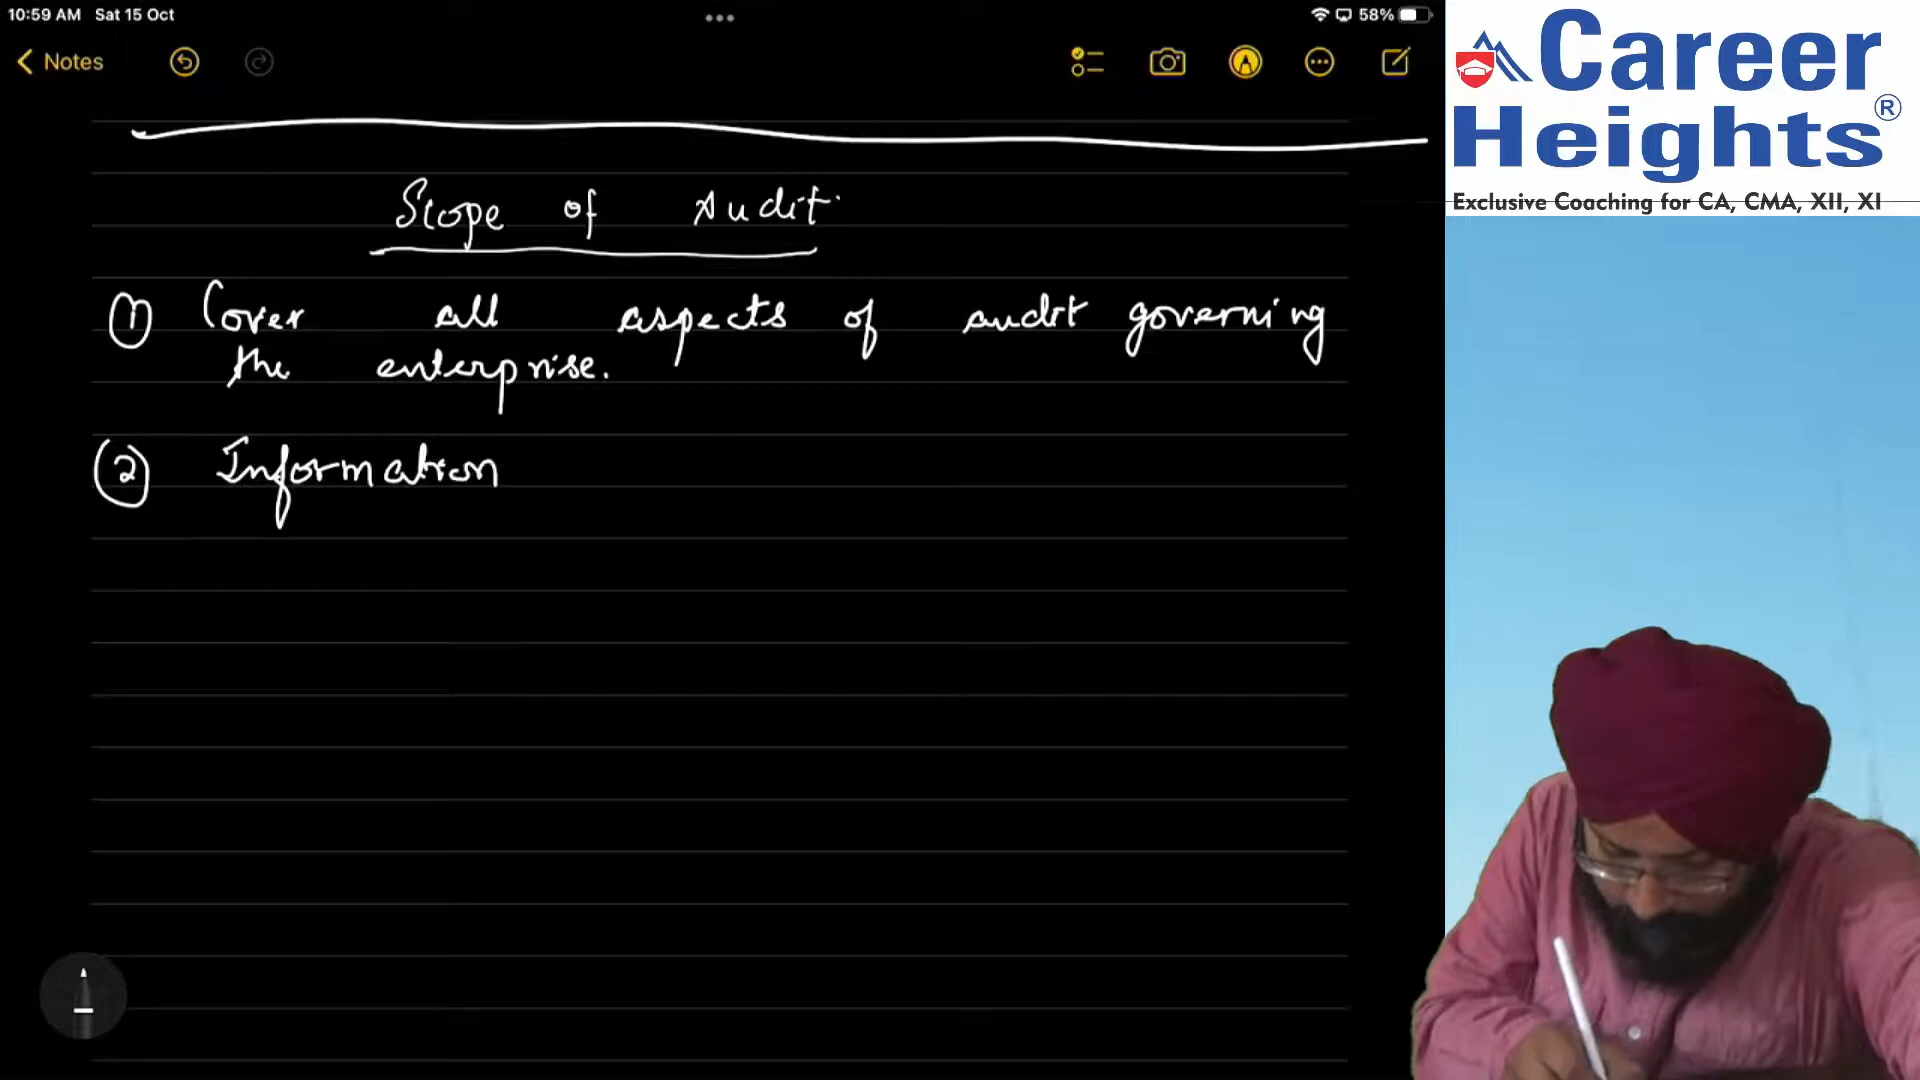 10:59 AM Sat 15 Oct
58%
Notes
Career
Heights®
Exclusive Coaching for CA, CMA, XII, XI
Scope of Audit
① Cover all aspects of audit governing
the enterprise.
② Information